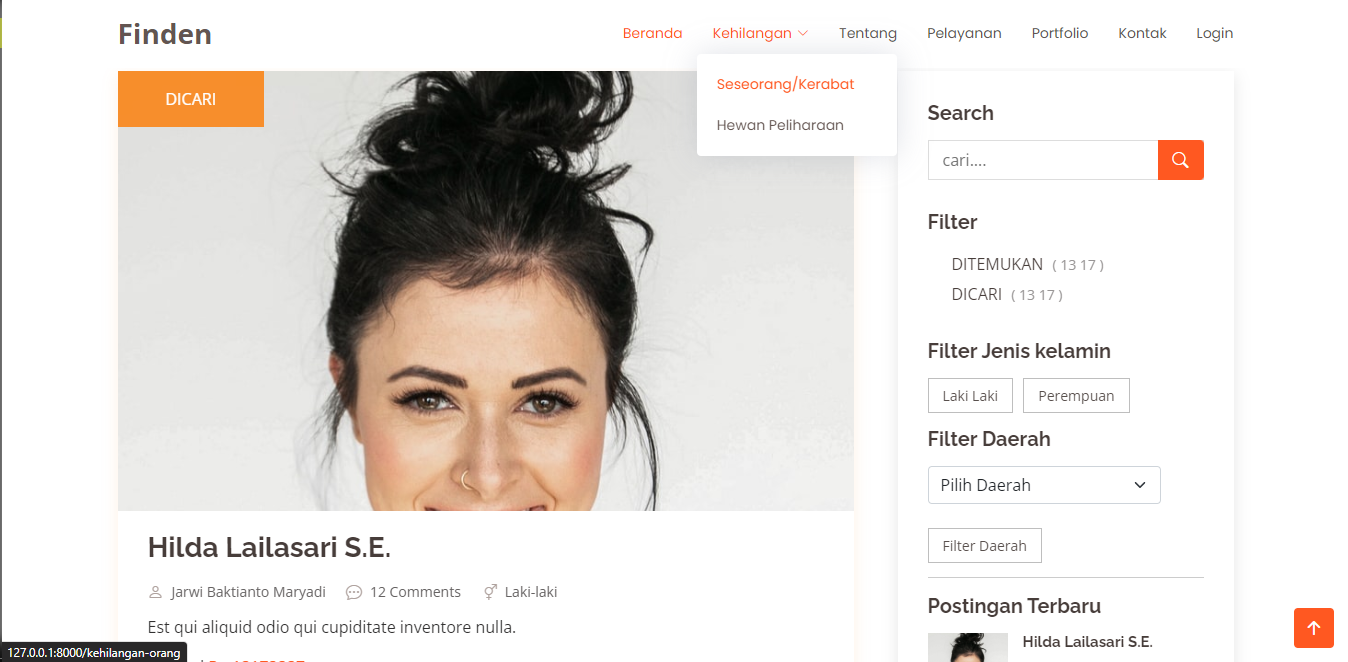 Finden
Beranda Kehilangan Tentang Pelayanan Portfolio Kontak Login
Seseorang/Kerabat
Hewan Peliharaan
DICARI
Hilda Lailasari S.E.
Jarwi Baktianto Maryadi 12 Comments Laki-laki
Est qui aliquid odio qui cupiditate inventore nulla.
Search
cari....
Filter
DITEMUKAN ( 13 17 )
DICARI ( 13 17 )
Filter Jenis kelamin
Laki Laki Perempuan
Filter Daerah
Pilih Daerah
Filter Daerah
Postingan Terbaru
Hilda Lailasari S.E.
127.0.0.1:8000/kehilangan-orang